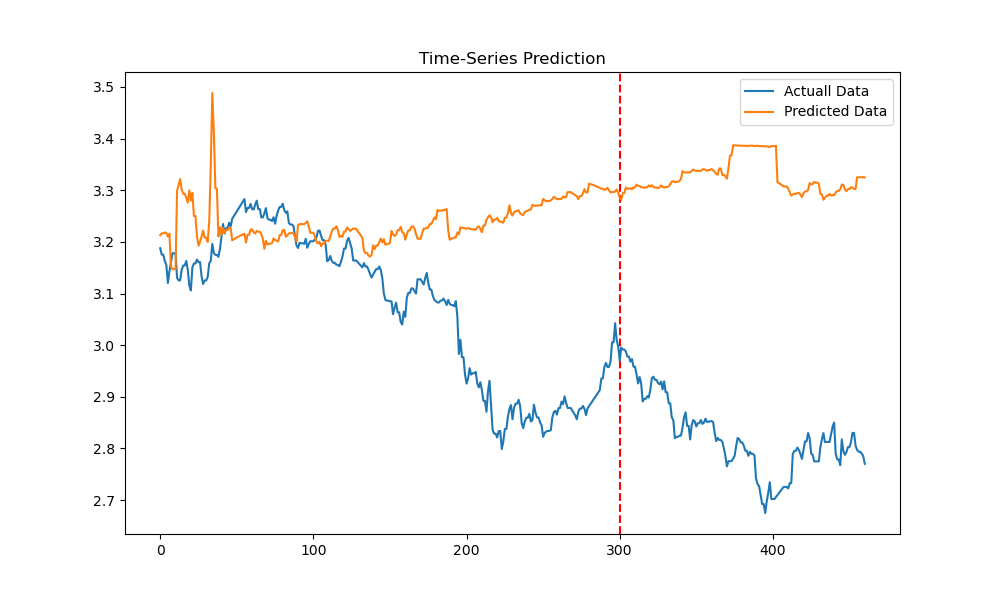 Time-Series Prediction
Actuall Data
Predicted Data
3.5
3.4
3.3
3.2
3.1
3.0
2.9
2.8
2.7
0 100 200 300 400